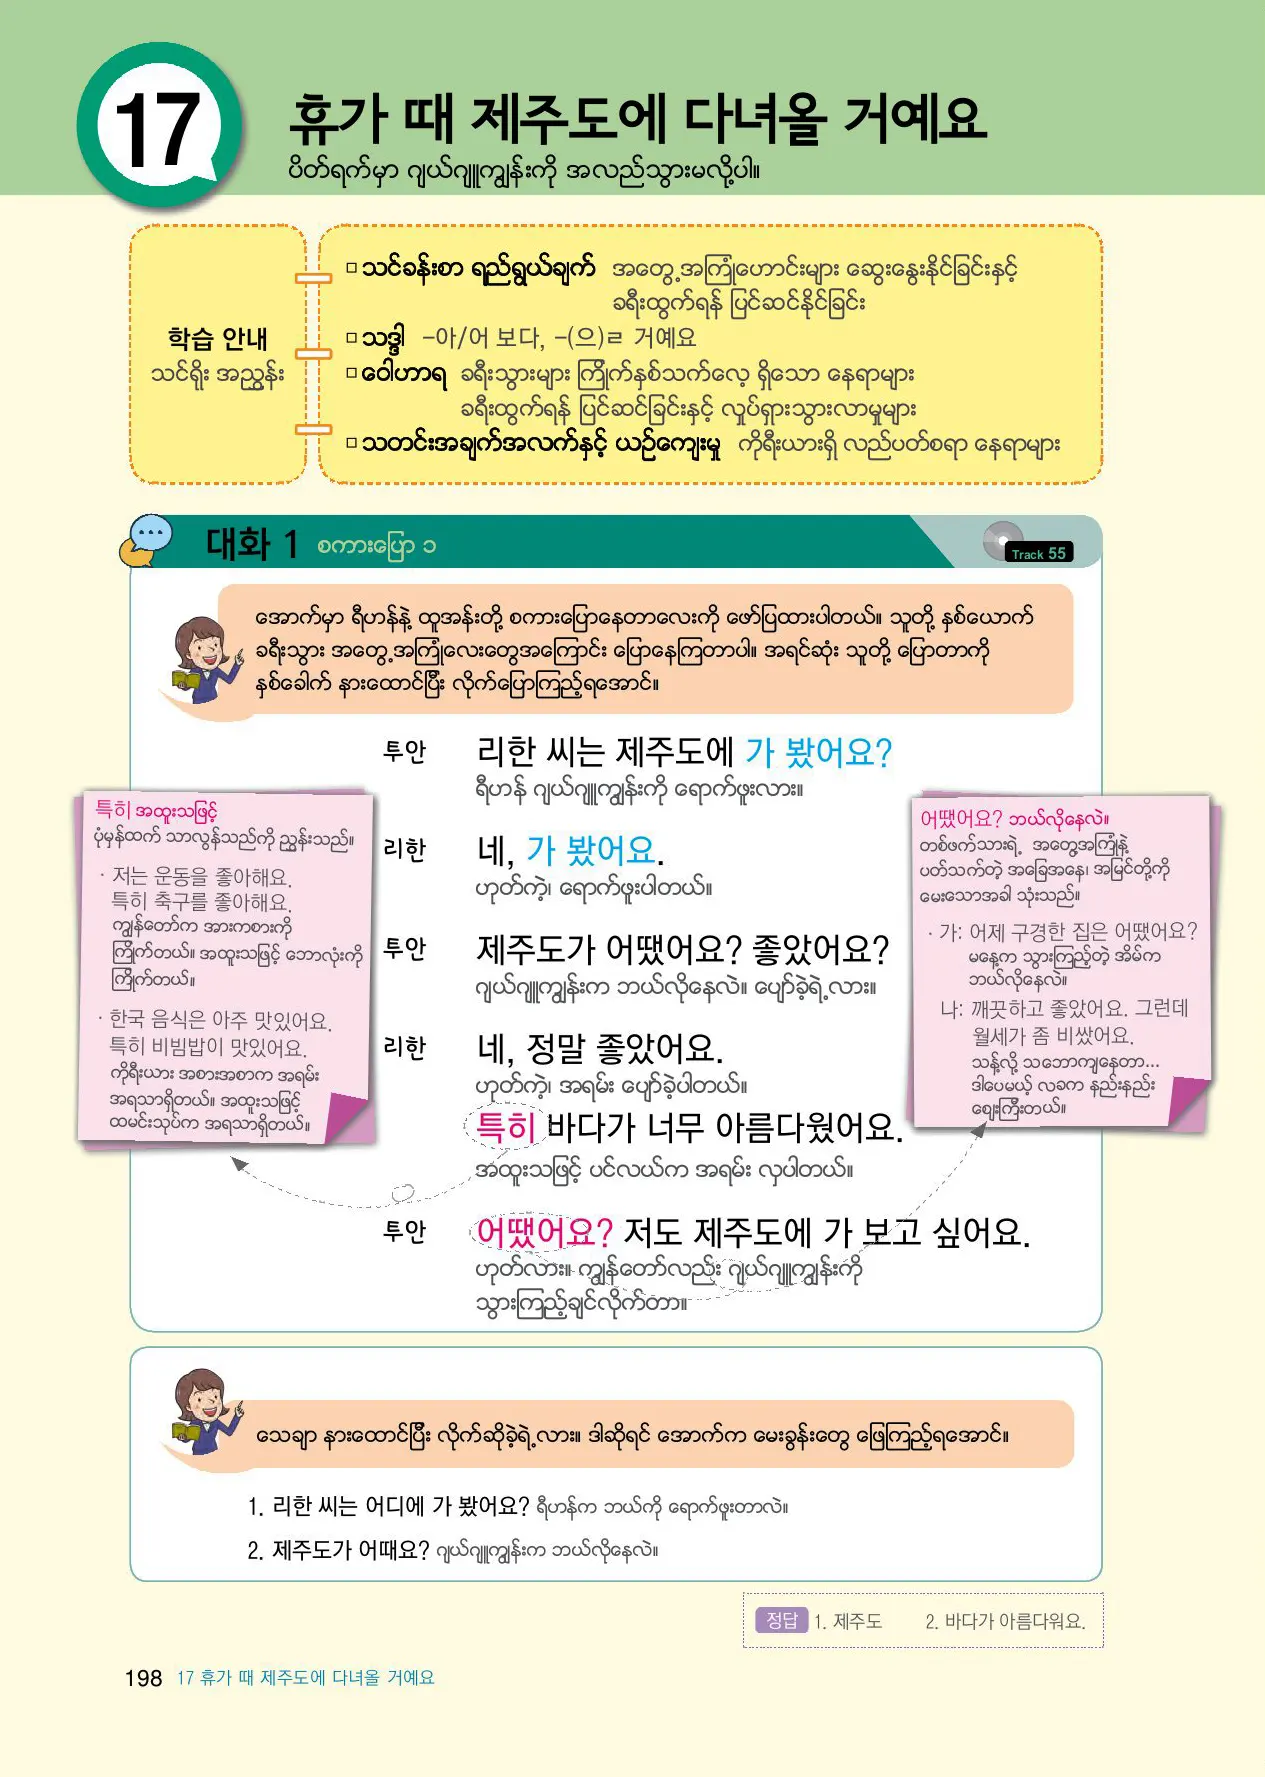 17
휴가 때 제주도에 다녀올 거예요
ပိတ်ရက်မှာ ဂျယ်ဂျူကျွန်းကို အလည်သွားမလို့ပါ။
학습 안내
သင်ရိုး အညွှန်း
□ သင်ခန်းစာ ရည်ရွယ်ချက် အတွေ့အကြုံဟောင်းများ ဆွေးနွေးနိုင်ခြင်းနှင့်
ခရီးထွက်ရန် ပြင်ဆင်နိုင်ခြင်း
□ သဒ္ဒါ -아/어 보다, -(으)ㄹ 거예요
□ ဝေါဟာရ ခရီးသွားများ ကြိုက်နှစ်သက်လေ့ ရှိသော နေရာများ
ခရီးထွက်ရန် ပြင်ဆင်ခြင်းနှင့် လှုပ်ရှားသွားလာမှုများ
□ သတင်းအချက်အလက်နှင့် ယဉ်ကျေးမှု ကိုရီးယားရှိ လည်ပတ်စရာ နေရာများ
대화 1 စကားပြော ၁
Track 55
အောက်မှာ ရီဟန်နဲ့ ထူအန်းတို့ စကားပြောနေတာလေးကို ဖော်ပြထားပါတယ်။ သူတို့ နှစ်ယောက်
ခရီးသွား အတွေ့အကြုံလေးတွေအကြောင်း ပြောနေကြတာပါ။ အရင်ဆုံး သူတို့ ပြောတာကို
နှစ်ခေါက် နားထောင်ပြီး လိုက်ပြောကြည့်ရအောင်။
투안 리한 씨는 제주도에 가 봤어요?
ရီဟန် ဂျယ်ဂျူကျွန်းကို ရောက်ဖူးလား။
리한 네, 가 봤어요.
ဟုတ်ကဲ့၊ ရောက်ဖူးပါတယ်။
투안 제주도가 어땠어요? 좋았어요?
ဂျယ်ဂျူကျွန်းက ဘယ်လိုနေလဲ။ ပျော်ခဲ့ရဲ့လား။
리한 네, 정말 좋았어요.
ဟုတ်ကဲ့၊ အရမ်း ပျော်ခဲ့ပါတယ်။
특히 바다가 너무 아름다웠어요.
အထူးသဖြင့် ပင်လယ်က အရမ်း လှပါတယ်။
투안 어땠어요? 저도 제주도에 가 보고 싶어요.
ဟုတ်လား။ ကျွန်တော်လည်း ဂျယ်ဂျူကျွန်းကို
သွားကြည့်ချင်လိုက်တာ။
특히 အထူးသဖြင့်
ပုံမှန်ထက် သာလွန်သည်ကို ညွှန်းသည်။
· 저는 운동을 좋아해요.
특히 축구를 좋아해요.
ကျွန်တော်က အားကစားကို
ကြိုက်တယ်။ အထူးသဖြင့် ဘောလုံးကို
ကြိုက်တယ်။
· 한국 음식은 아주 맛있어요.
특히 비빔밥이 맛있어요.
ကိုရီးယား အစားအစာက အရမ်း
အရသာရှိတယ်။ အထူးသဖြင့်
ထမင်းသုပ်က အရသာရှိတယ်။
어땠어요? ဘယ်လိုနေလဲ။
တစ်ဖက်သားရဲ့ အတွေ့အကြုံနဲ့
ပတ်သက်တဲ့ အခြေအနေ၊ အမြင်တို့ကို
မေးသောအခါ သုံးသည်။
· 가: 어제 구경한 집은 어땠어요?
မနေ့က သွားကြည့်တဲ့ အိမ်က
ဘယ်လိုနေလဲ။
나: 깨끗하고 좋았어요. 그런데
월세가 좀 비쌌어요.
သန့်လို့ သဘောကျနေတာ...
ဒါပေမယ့် လခက နည်းနည်း
စျေးကြီးတယ်။
သေချာ နားထောင်ပြီး လိုက်ဆိုခဲ့ရဲ့လား။ ဒါဆိုရင် အောက်က မေးခွန်းတွေ ဖြေကြည့်ရအောင်။
1. 리한 씨는 어디에 가 봤어요? ရီဟန်က ဘယ်ကို ရောက်ဖူးတာလဲ။
2. 제주도가 어때요? ဂျယ်ဂျူကျွန်းက ဘယ်လိုနေလဲ။
정답 1. 제주도 2. 바다가 아름다워요.
198 17 휴가 때 제주도에 다녀올 거예요